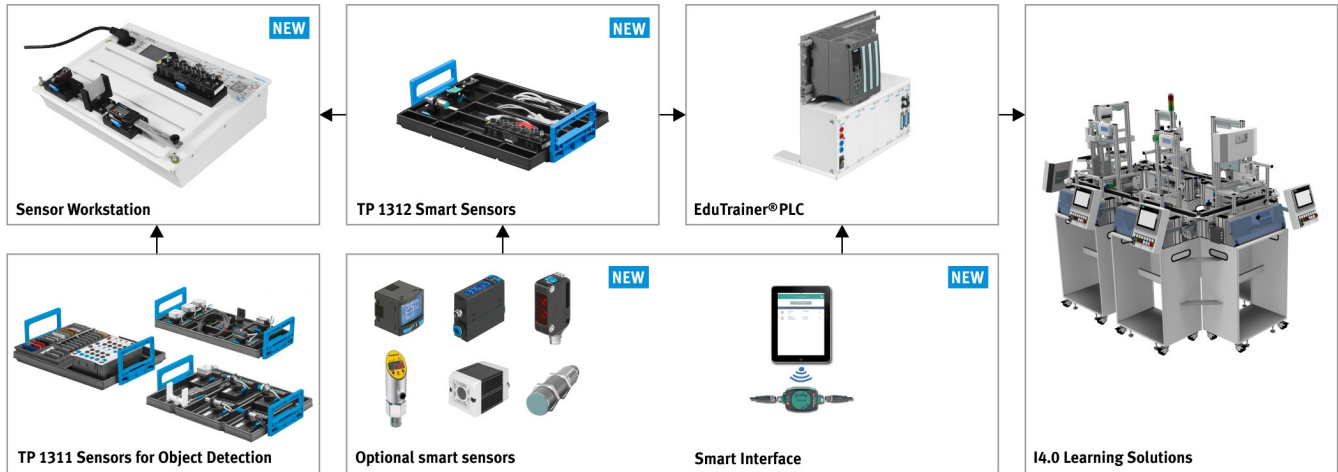 NEW
NEW
Sensor Workstation
TP 1312 Smart Sensors
EduTrainer® PLC
NEW
NEW
TP 1311 Sensors for Object Detection
Optional smart sensors
Smart Interface
I4.0 Learning Solutions